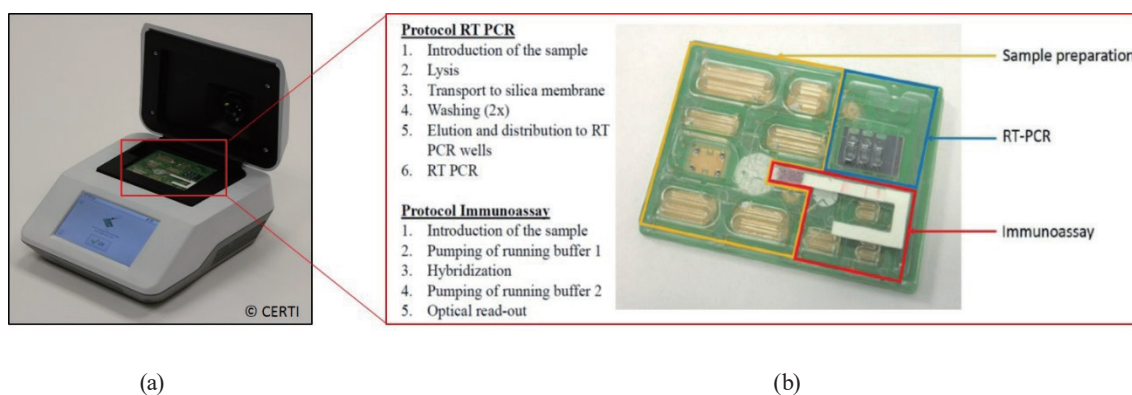 © CERTI
Protocol RT PCR
1. Introduction of the sample
2. Lysis
3. Transport to silica membrane
4. Washing (2x)
5. Elution and distribution to RT
PCR wells
6. RT PCR
Protocol Immunoassay
1. Introduction of the sample
2. Pumping of running buffer 1
3. Hybridization
4. Pumping of running buffer 2
5. Optical read-out
Sample preparation
RT-PCR
Immunoassay
(a)
(b)